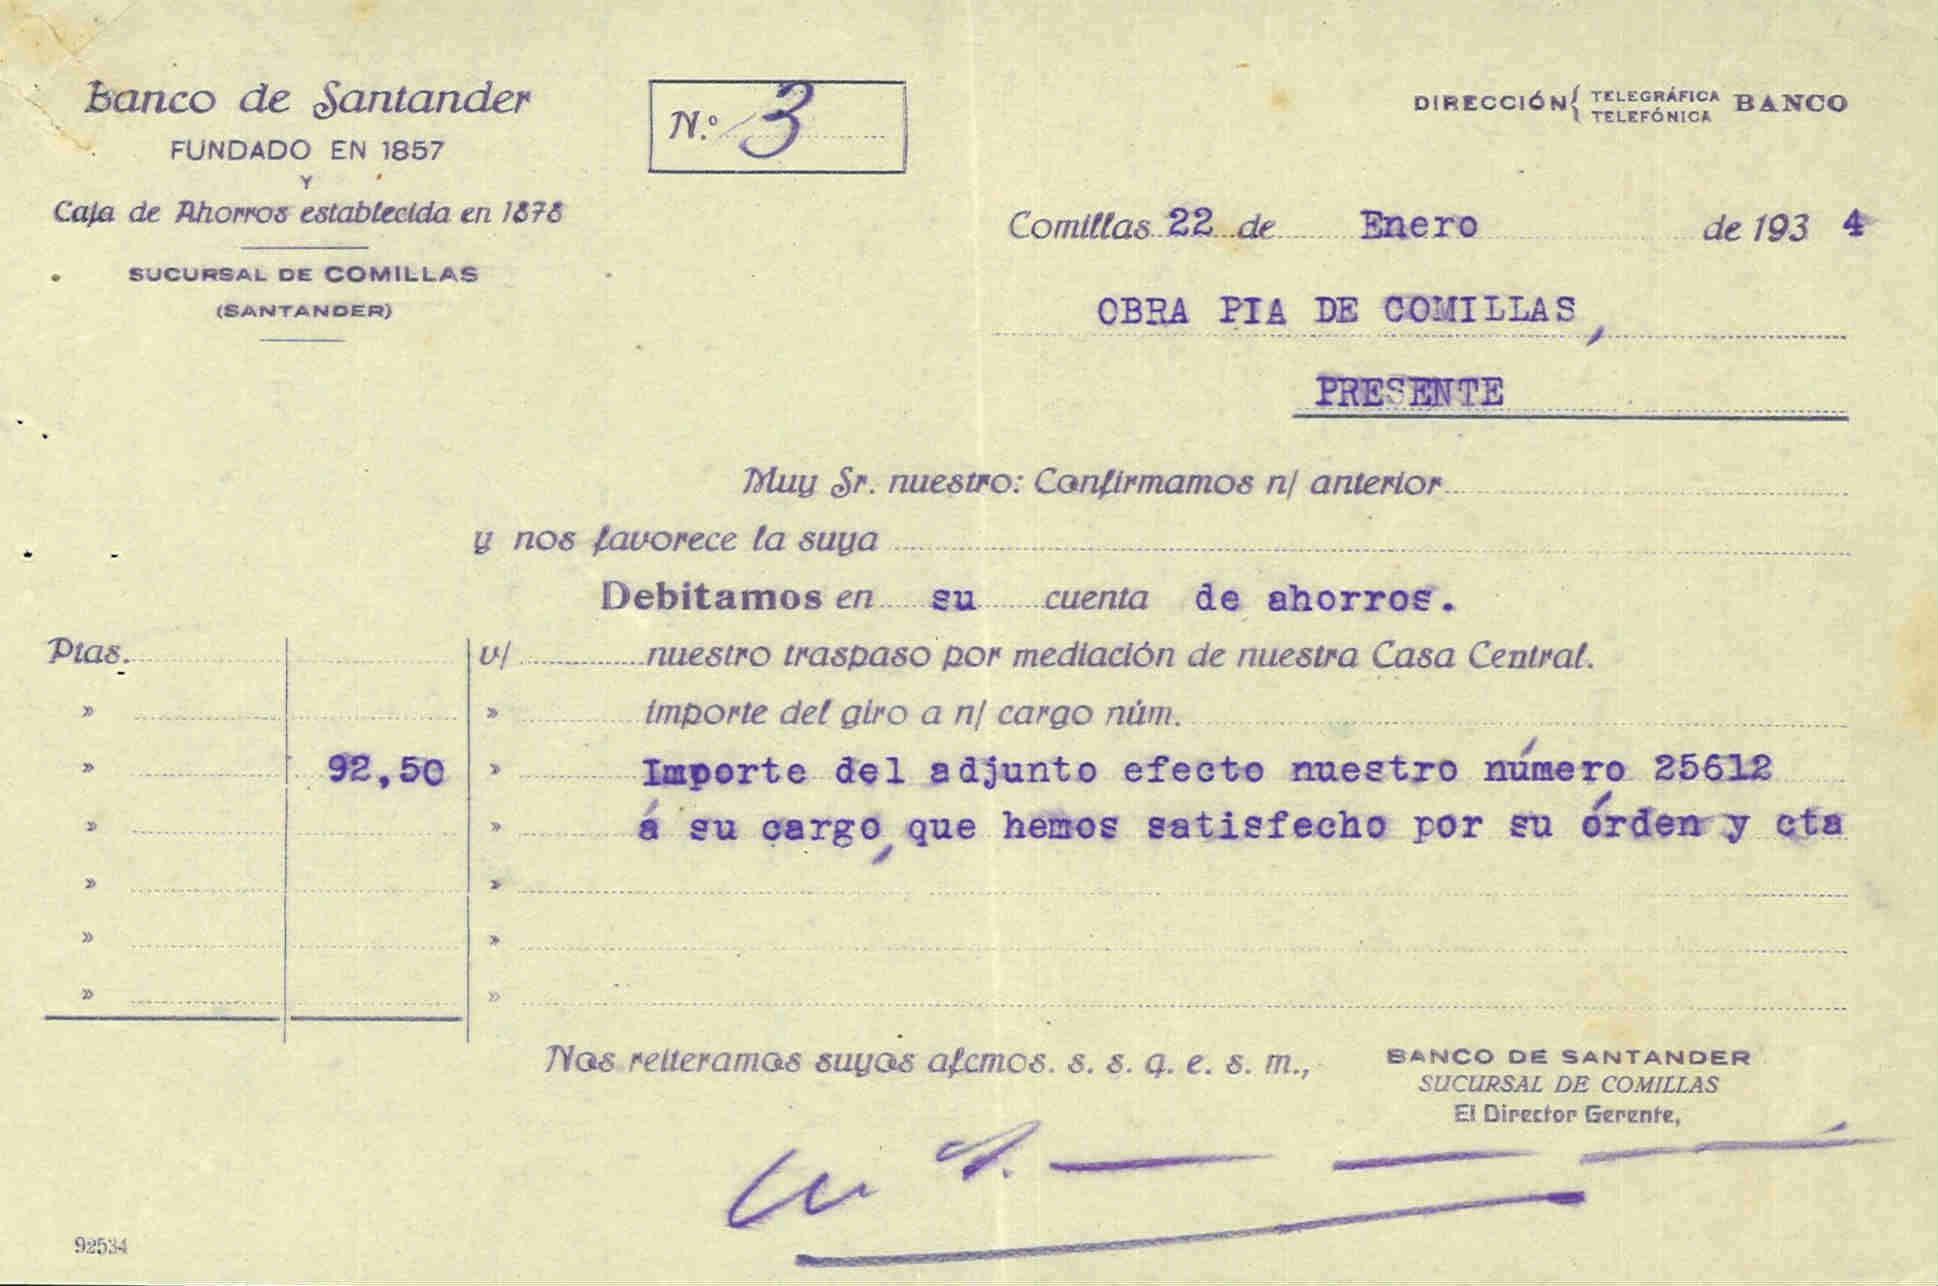 Banco de Santander
FUNDADO EN 1857
Y
Caja de Ahorros establecida en 1878
SUCURSAL DE COMILLAS
(SANTANDER)
N.º 3
DIRECCIÓN { TELEGRÁFICA TELEFÓNICA BANCO
Comillas 22 de Enero de 193 4
OBRA PIA DE COMILLAS,
PRESENTE
Muy Sr. nuestro: Confirmamos n/ anterior
y nos favorece la suya
Debitamos en su cuenta de ahorros.
Ptas. v/ nuestro traspaso por mediación de nuestra Casa Central.
» » importe del giro a n/ cargo núm.
» 92,50 » Importe del adjunto efecto nuestro número 25612
» » á su cargo, que hemos satisfecho por su órden y cta
» »
» »
» »
Nos reiteramos suyos afcmos. s. s. q. e. s. m.,
BANCO DE SANTANDER
SUCURSAL DE COMILLAS
El Director Gerente,
92534